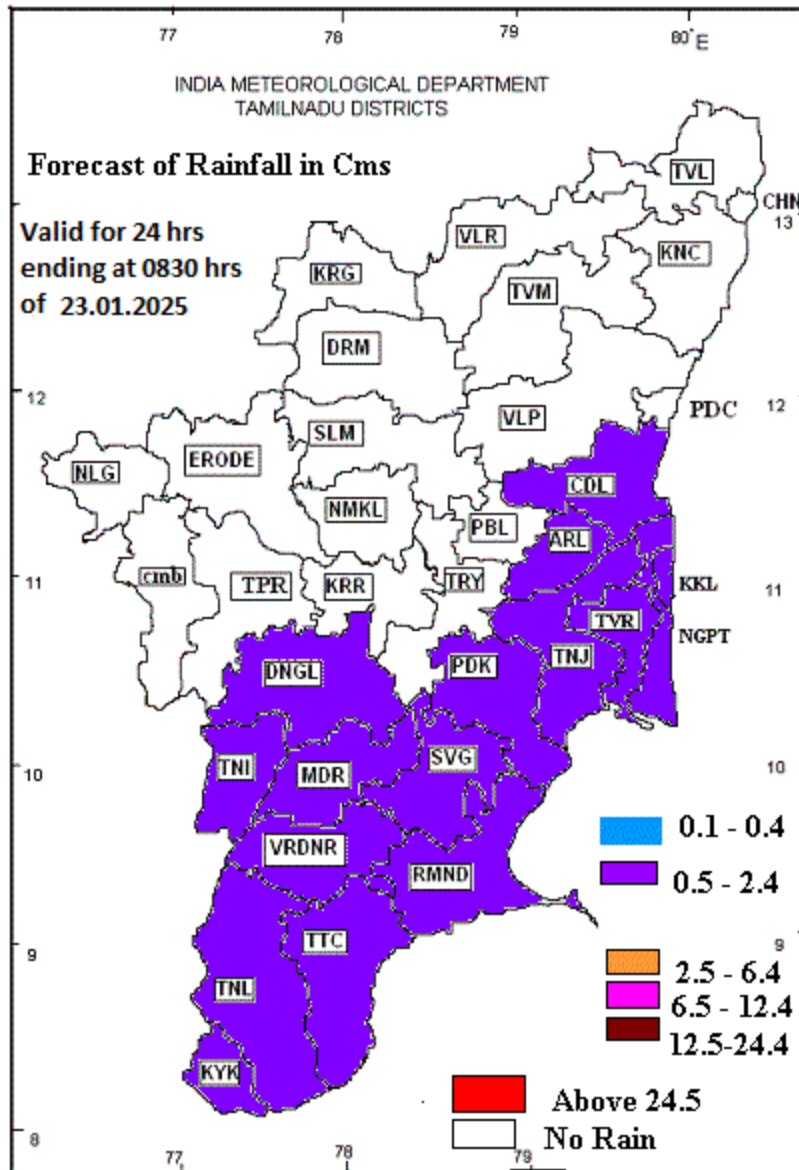 77 78 79 80°E
INDIA METEOROLOGICAL DEPARTMENT
TAMILNADU DISTRICTS
Forecast of Rainfall in Cms
TVL
CHN
13
Valid for 24 hrs
ending at 0830 hrs
of 23.01.2025
VLR
KNC
KRG
TVM
DRM
12
12
PDC
SLM
VLP
ERODE
NLG
CDL
NMKL
PBL
ARL
11
cmb
TPR
KRR
TRY
KKL
11
TVR
NGPT
DNGL
PDK
TNJ
10
TNI
MDR
SVG
10
0.1 - 0.4
VRDNR
RMND
0.5 - 2.4
9
TTC
9
2.5 - 6.4
TNL
6.5 - 12.4
12.5-24.4
KYK
Above 24.5
No Rain
8
77 78 79